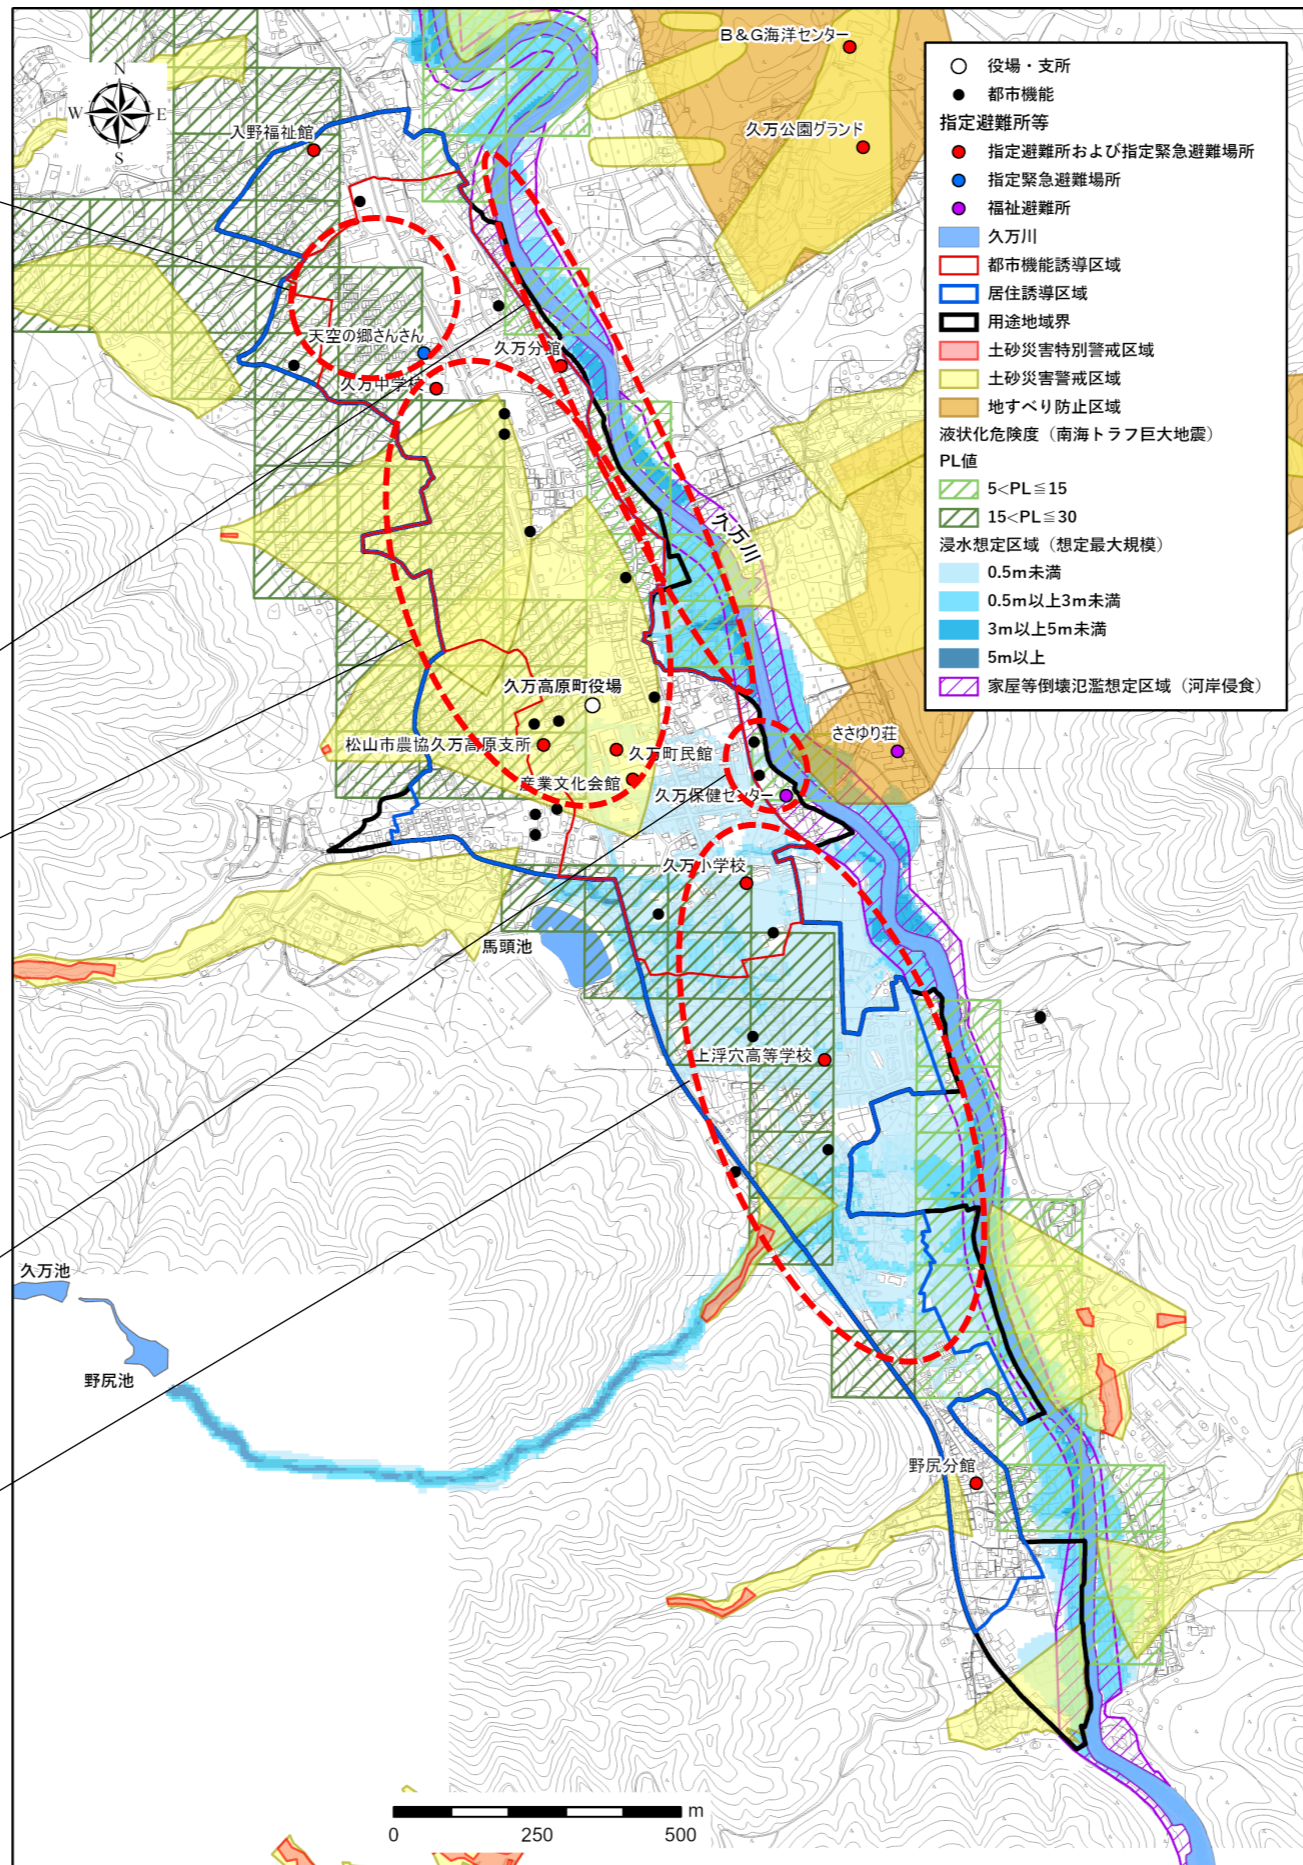 B&G海洋センター
久万公園グランド
N
W
E
S
入野福祉館
天空の郷さんさん
久万分館
久万中学校
久万川
久万高原町役場
松山市農協久万高原支所
久万町民館
産業文化会館
久万保健センター
ささゆり荘
久万小学校
馬頭池
上浮穴高等学校
久万池
野尻池
野尻分館
m
0
250
500
役場・支所
都市機能
指定避難所等
指定避難所および指定緊急避難場所
指定緊急避難場所
福祉避難所
久万川
都市機能誘導区域
居住誘導区域
用途地域界
土砂災害特別警戒区域
土砂災害警戒区域
地すべり防止区域
液状化危険度（南海トラフ巨大地震）
PL値
5<PL≦15
15<PL≦30
浸水想定区域（想定最大規模）
0.5m未満
0.5m以上3m未満
3m以上5m未満
5m以上
家屋等倒壊氾濫想定区域（河岸侵食）